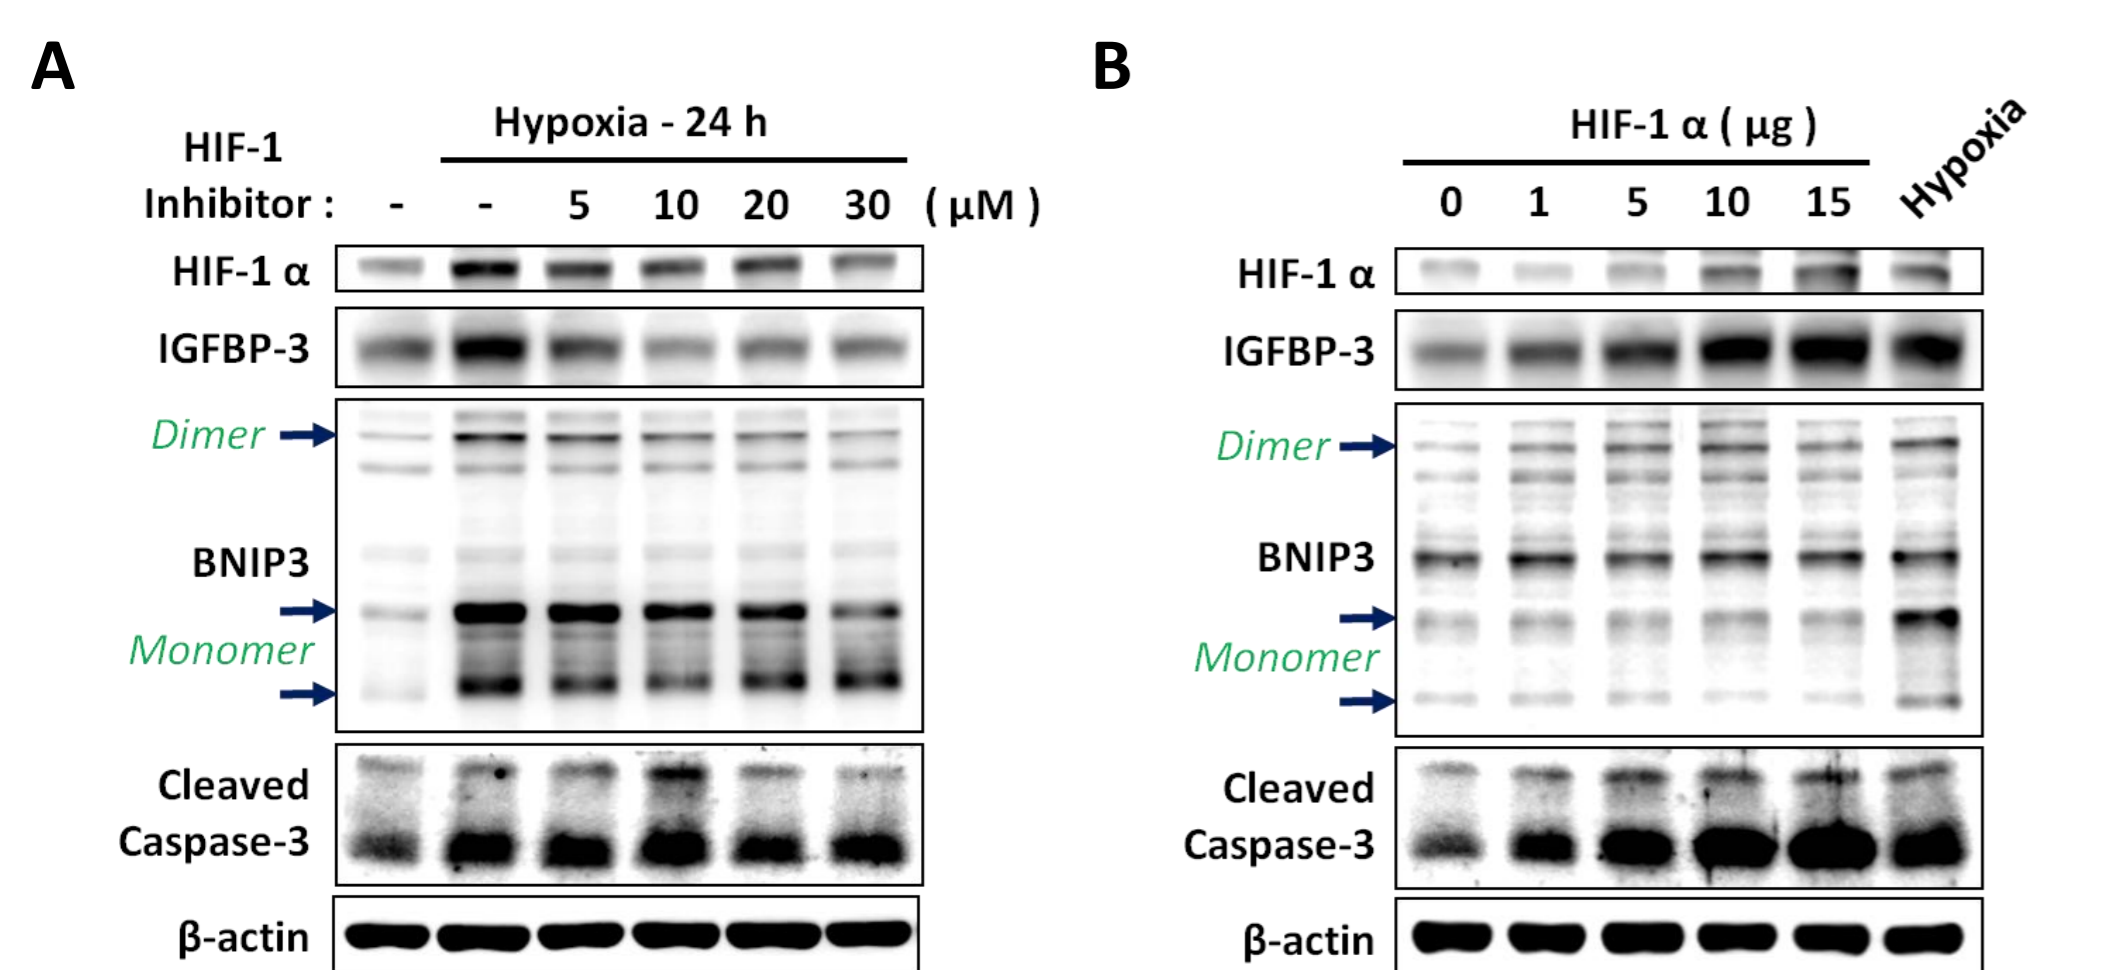 A
Hypoxia - 24 h
HIF-1
Inhibitor : - - 5 10 20 30 ( μM )
HIF-1 α
IGFBP-3
Dimer
BNIP3
Monomer
Cleaved
Caspase-3
β-actin
B
HIF-1 α ( μg )
Hypoxia
0 1 5 10 15
HIF-1 α
IGFBP-3
Dimer
BNIP3
Monomer
Cleaved
Caspase-3
β-actin